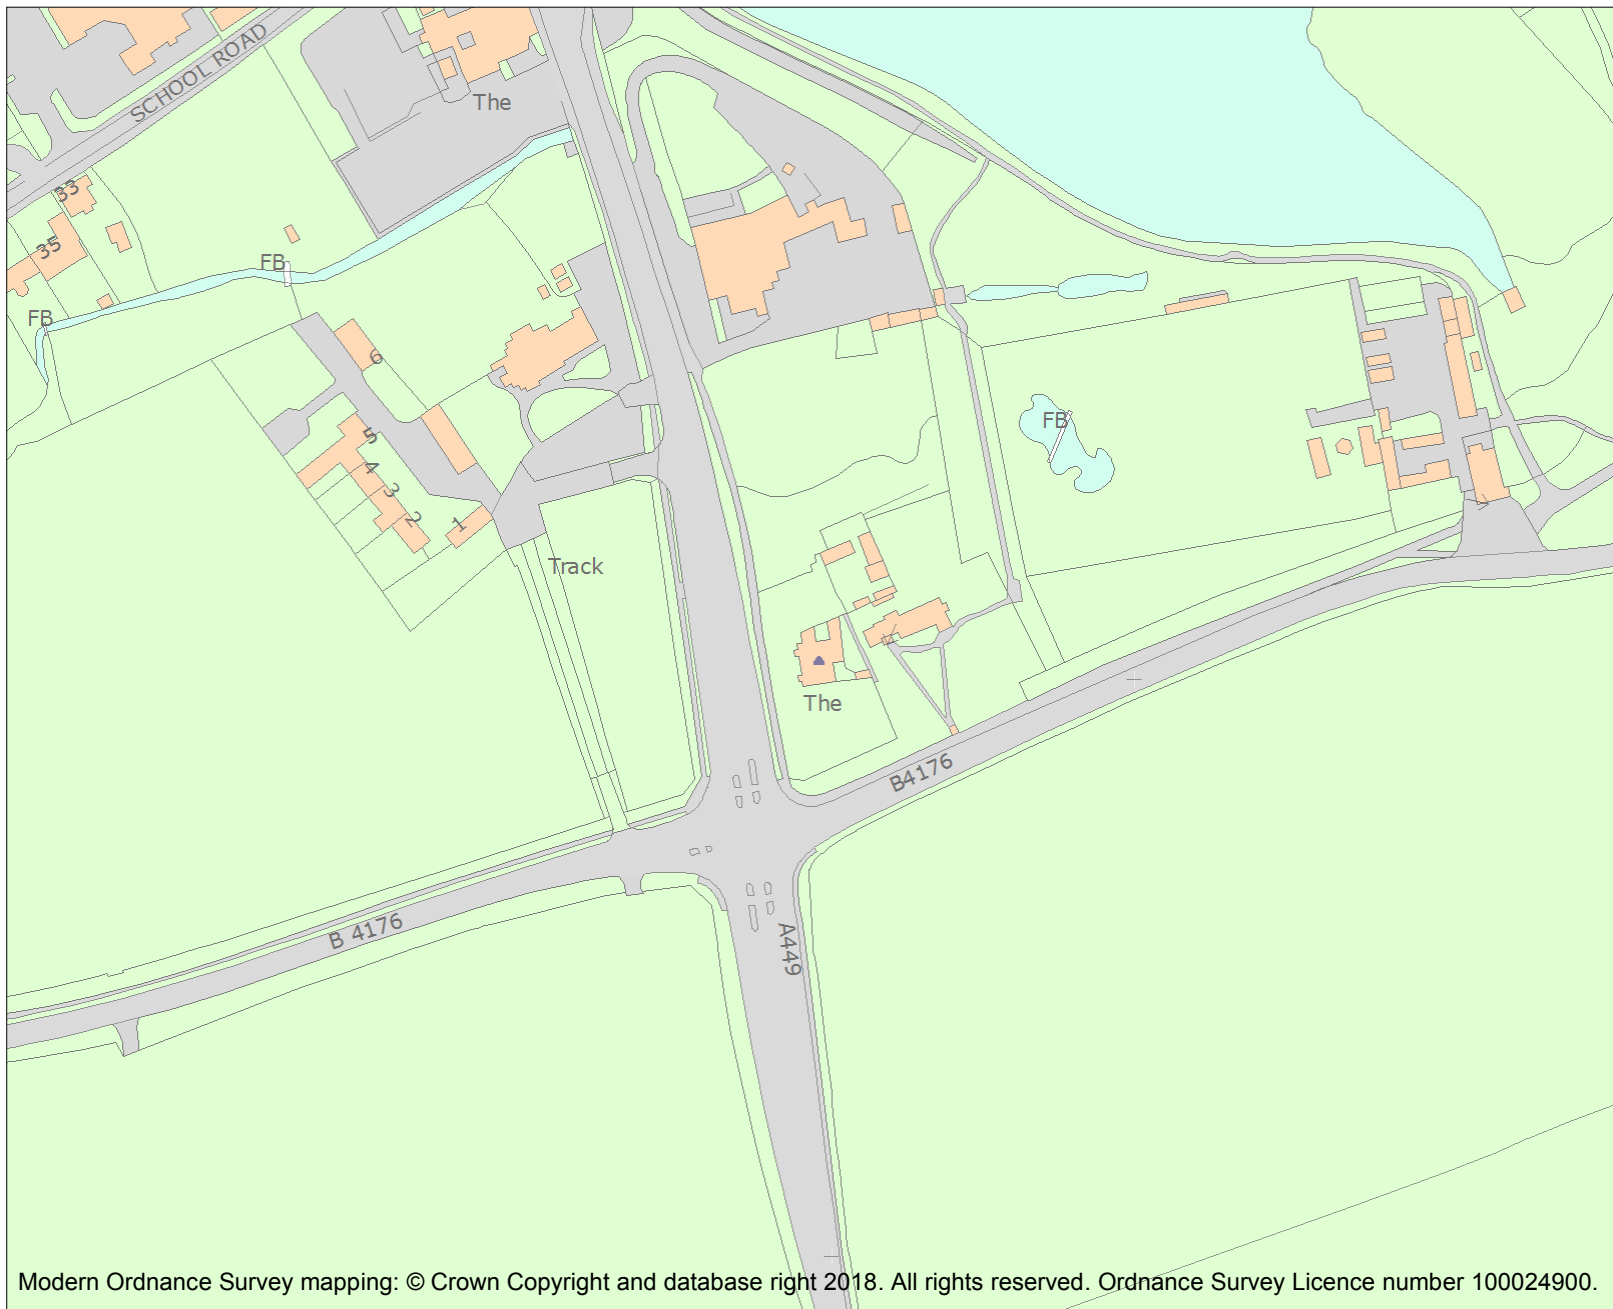 SCHOOL ROAD
The
33
35
FB
FB
6
5
4
3
2
1
FB
Track
The
B4176
B 4176
A449
Modern Ordnance Survey mapping: © Crown Copyright and database right 2018. All rights reserved. Ordnance Survey Licence number 100024900.